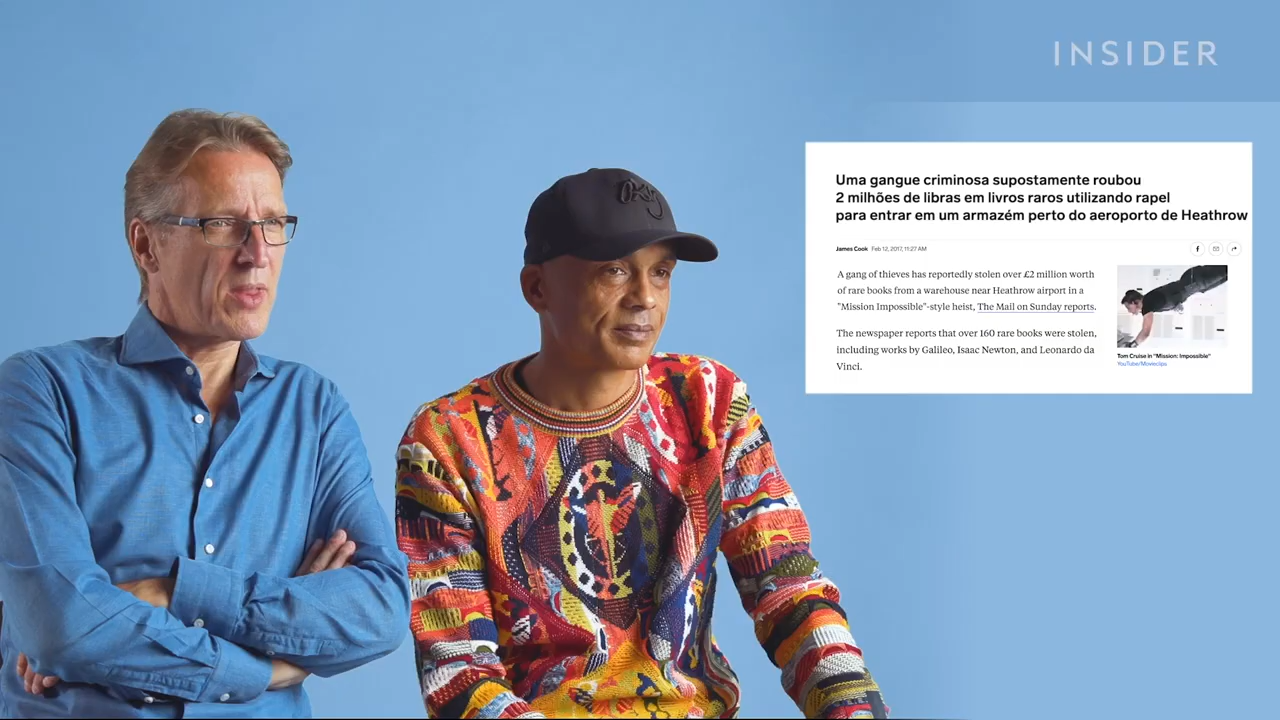 INSIDER
Uma gangue criminosa supostamente roubou
2 milhões de libras em livros raros utilizando rapel
para entrar em um armazém perto do aeroporto de Heathrow
James Cook Feb 12, 2017, 11:27 AM
A gang of thieves has reportedly stolen over £2 million worth
of rare books from a warehouse near Heathrow airport in a
"Mission Impossible"-style heist, The Mail on Sunday reports.
The newspaper reports that over 160 rare books were stolen,
including works by Galileo, Isaac Newton, and Leonardo da
Vinci.
Tom Cruise in "Mission: Impossible"
YouTube/Movieclips